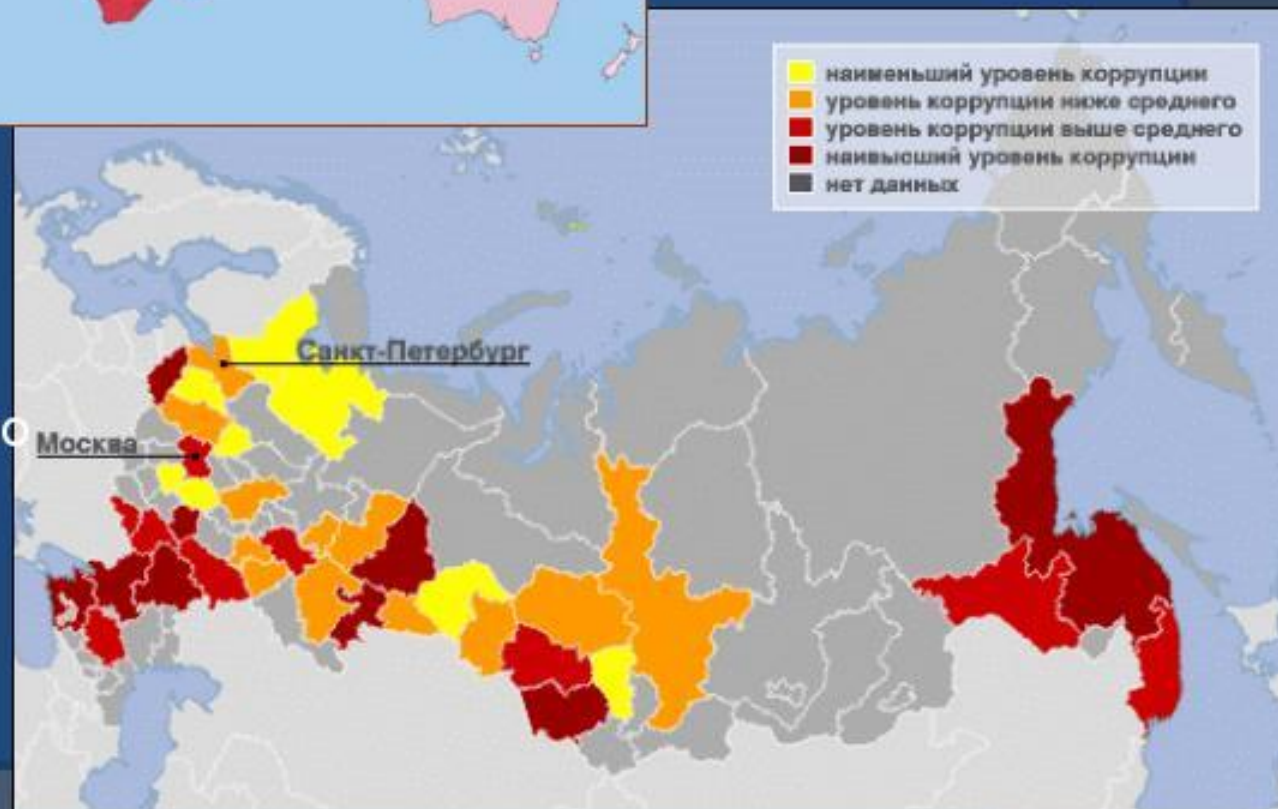 наименьший уровень коррупции
уровень коррупции ниже среднего
уровень коррупции выше среднего
наивысший уровень коррупции
нет данных
Санкт-Петербург
о
Москва